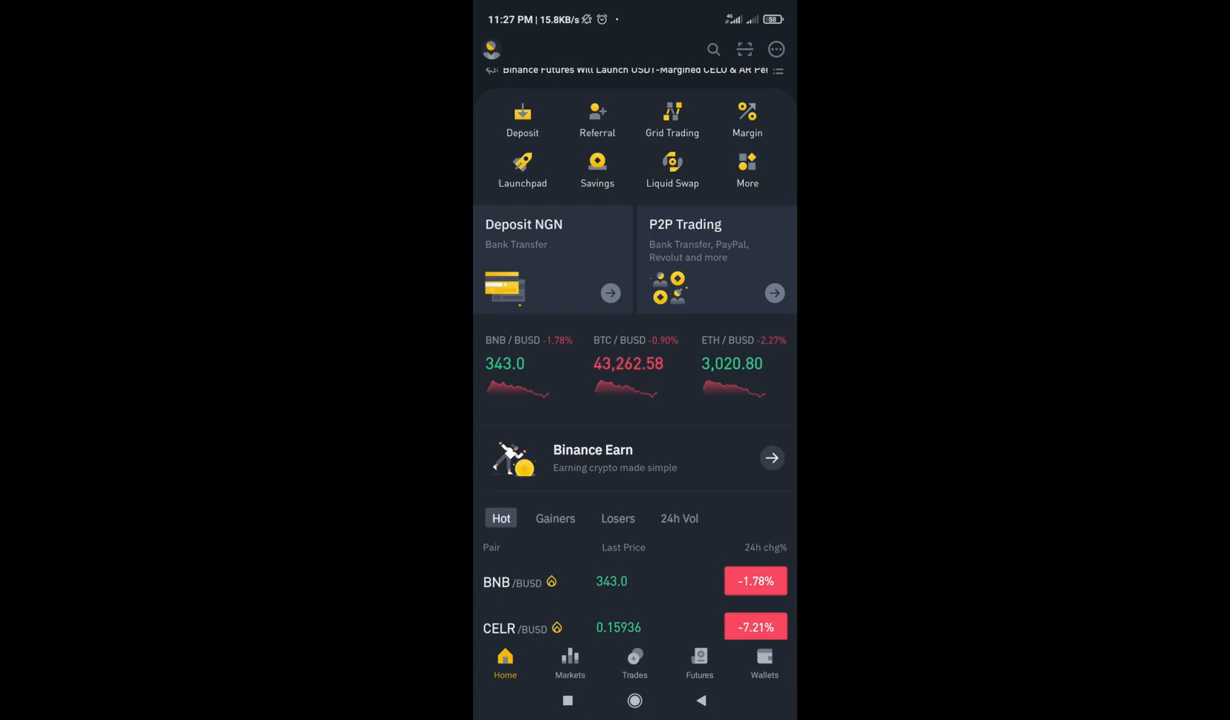 11:27 PM | 15.8KB/s
4G
58
Binance Futures Will Launch USDT-Margined CELO & AR Per
Deposit Referral Grid Trading Margin
Launchpad Savings Liquid Swap More
Deposit NGN P2P Trading
Bank Transfer Bank Transfer, PayPal,
Revolut and more
BNB / BUSD -1.78% BTC / BUSD -0.90% ETH / BUSD -2.27%
343.0 43,262.58 3,020.80
Binance Earn
Earning crypto made simple
Hot Gainers Losers 24h Vol
Pair Last Price 24h chg%
BNB /BUSD 343.0 -1.78%
CELR /BUSD 0.15936 -7.21%
Home Markets Trades Futures Wallets